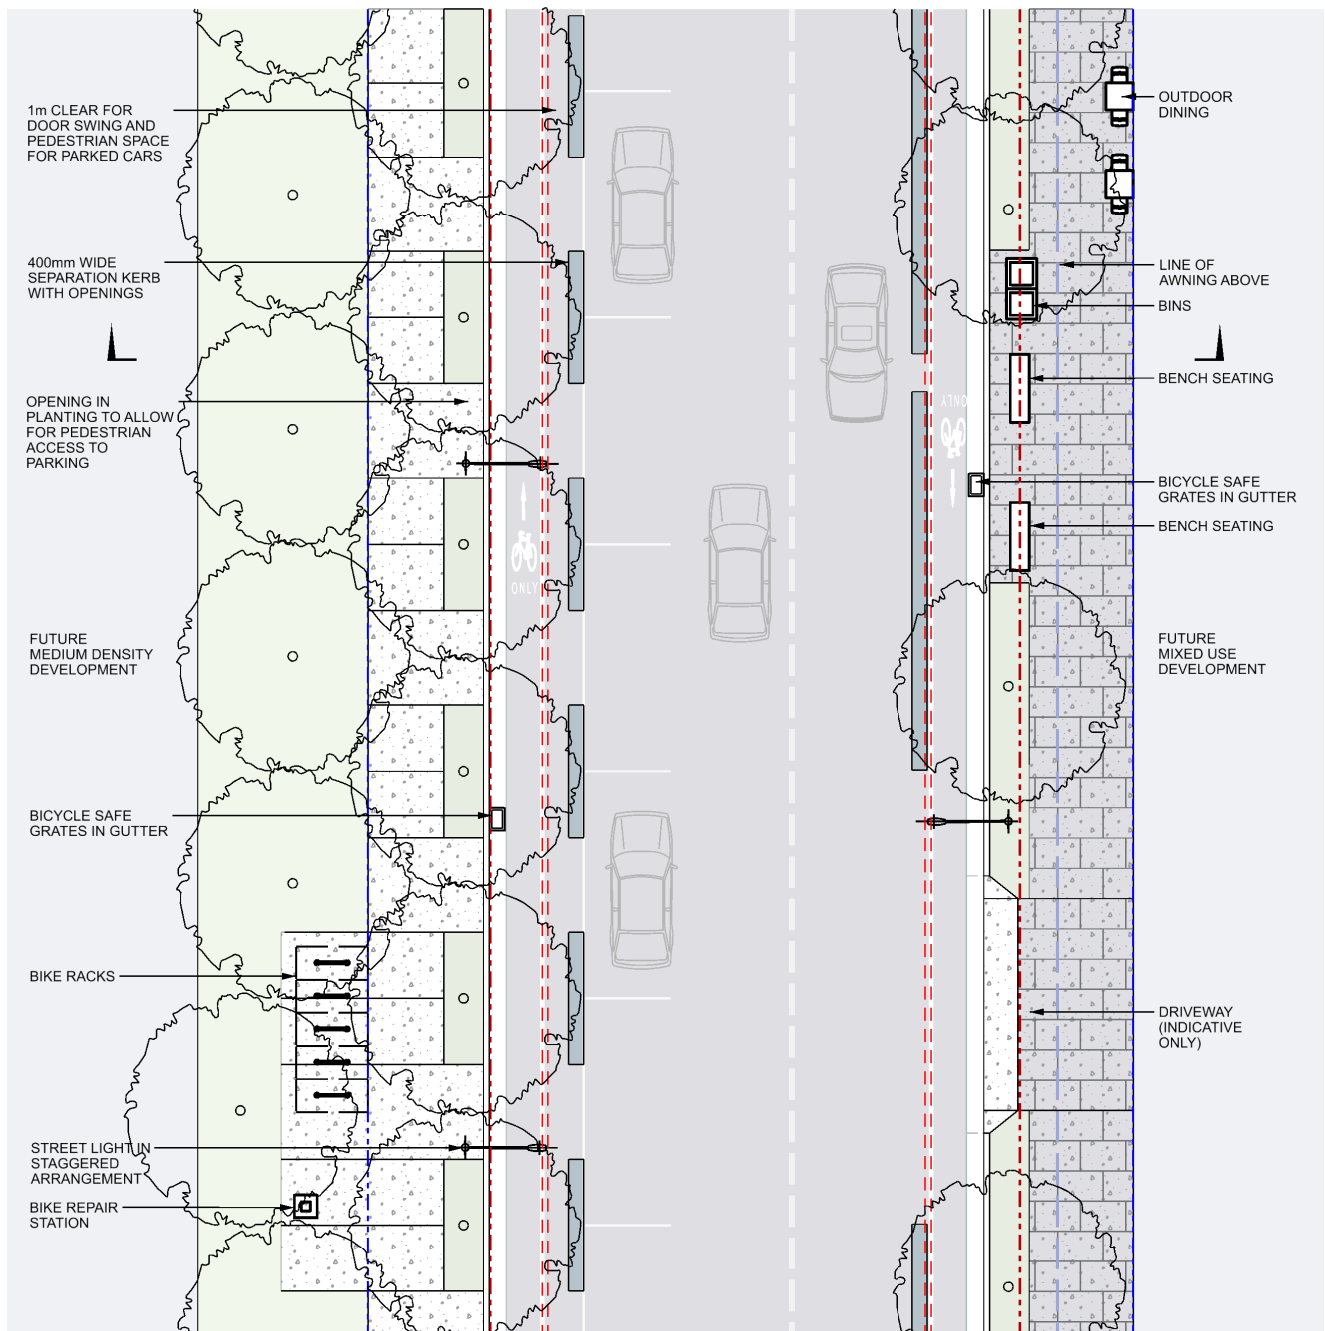 1m CLEAR FOR
DOOR SWING AND
PEDESTRIAN SPACE
FOR PARKED CARS
400mm WIDE
SEPARATION KERB
WITH OPENINGS
OPENING IN
PLANTING TO ALLOW
FOR PEDESTRIAN
ACCESS TO
PARKING
FUTURE
MEDIUM DENSITY
DEVELOPMENT
BICYCLE SAFE
GRATES IN GUTTER
BIKE RACKS
STREET LIGHT IN
STAGGERED
ARRANGEMENT
BIKE REPAIR
STATION
ONLY
ONLY
OUTDOOR
DINING
LINE OF
AWNING ABOVE
BINS
BENCH SEATING
BICYCLE SAFE
GRATES IN GUTTER
BENCH SEATING
FUTURE
MIXED USE
DEVELOPMENT
DRIVEWAY
(INDICATIVE
ONLY)